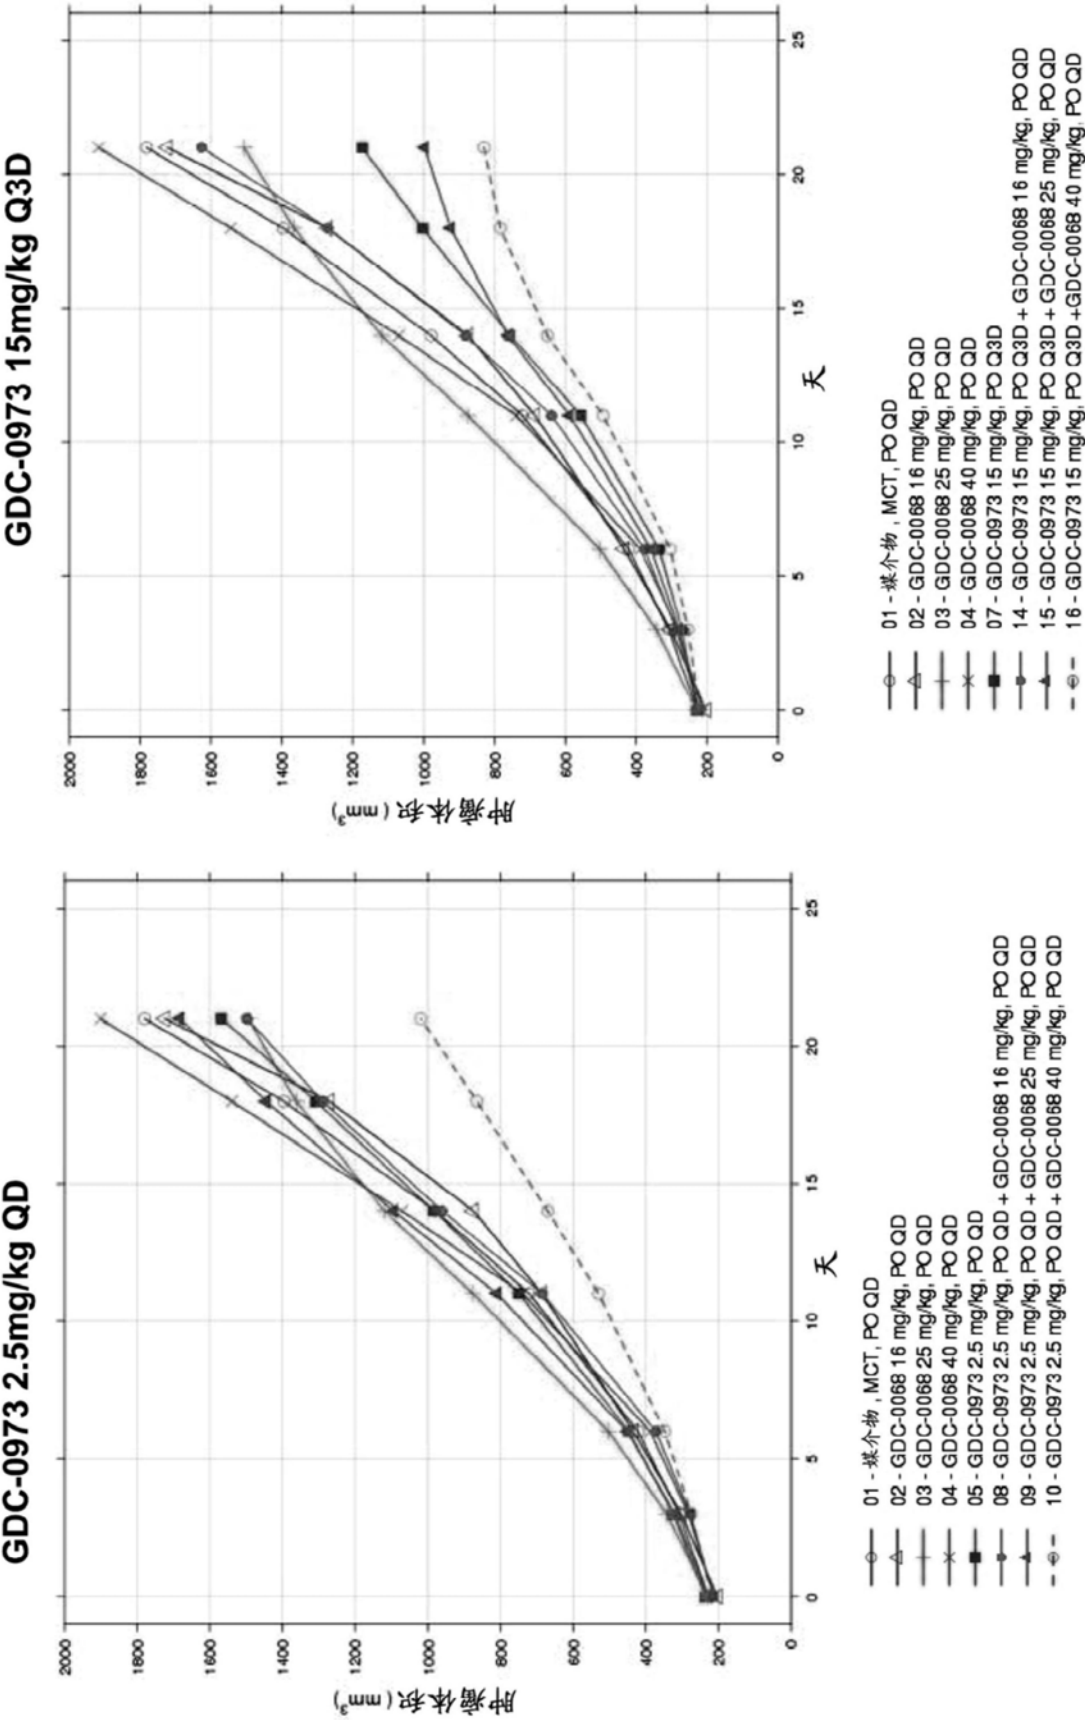 GDC-0973 2.5mg/kg QD
肿瘤体积 (mm³)
2000
1800
1600
1400
1200
1000
800
600
400
200
0
0
5
10
15
20
25
天
01 - 媒介物 , MCT, PO QD
02 - GDC-0068 16 mg/kg, PO QD
03 - GDC-0068 25 mg/kg, PO QD
04 - GDC-0068 40 mg/kg, PO QD
05 - GDC-0973 2.5 mg/kg, PO QD
08 - GDC-0973 2.5 mg/kg, PO QD + GDC-0068 16 mg/kg, PO QD
09 - GDC-0973 2.5 mg/kg, PO QD + GDC-0068 25 mg/kg, PO QD
10 - GDC-0973 2.5 mg/kg, PO QD + GDC-0068 40 mg/kg, PO QD
GDC-0973 15mg/kg Q3D
肿瘤体积 (mm³)
2000
1800
1600
1400
1200
1000
800
600
400
200
0
0
5
10
15
20
25
天
01 - 媒介物 , MCT, PO QD
02 - GDC-0068 16 mg/kg, PO QD
03 - GDC-0068 25 mg/kg, PO QD
04 - GDC-0068 40 mg/kg, PO QD
07 - GDC-0973 15 mg/kg, PO Q3D
14 - GDC-0973 15 mg/kg, PO Q3D + GDC-0068 16 mg/kg, PO QD
15 - GDC-0973 15 mg/kg, PO Q3D + GDC-0068 25 mg/kg, PO QD
16 - GDC-0973 15 mg/kg, PO Q3D +GDC-0068 40 mg/kg, PO QD